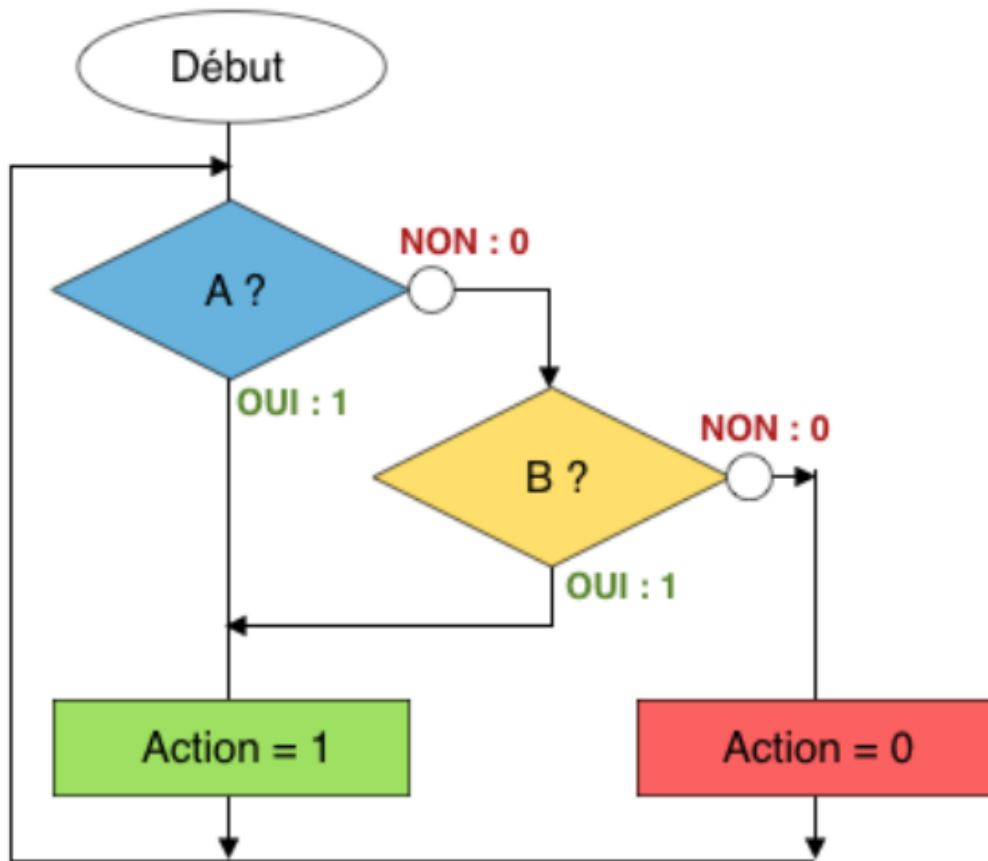 Début
NON : 0
A ?
OUI : 1
NON : 0
B ?
OUI : 1
Action = 1
Action = 0